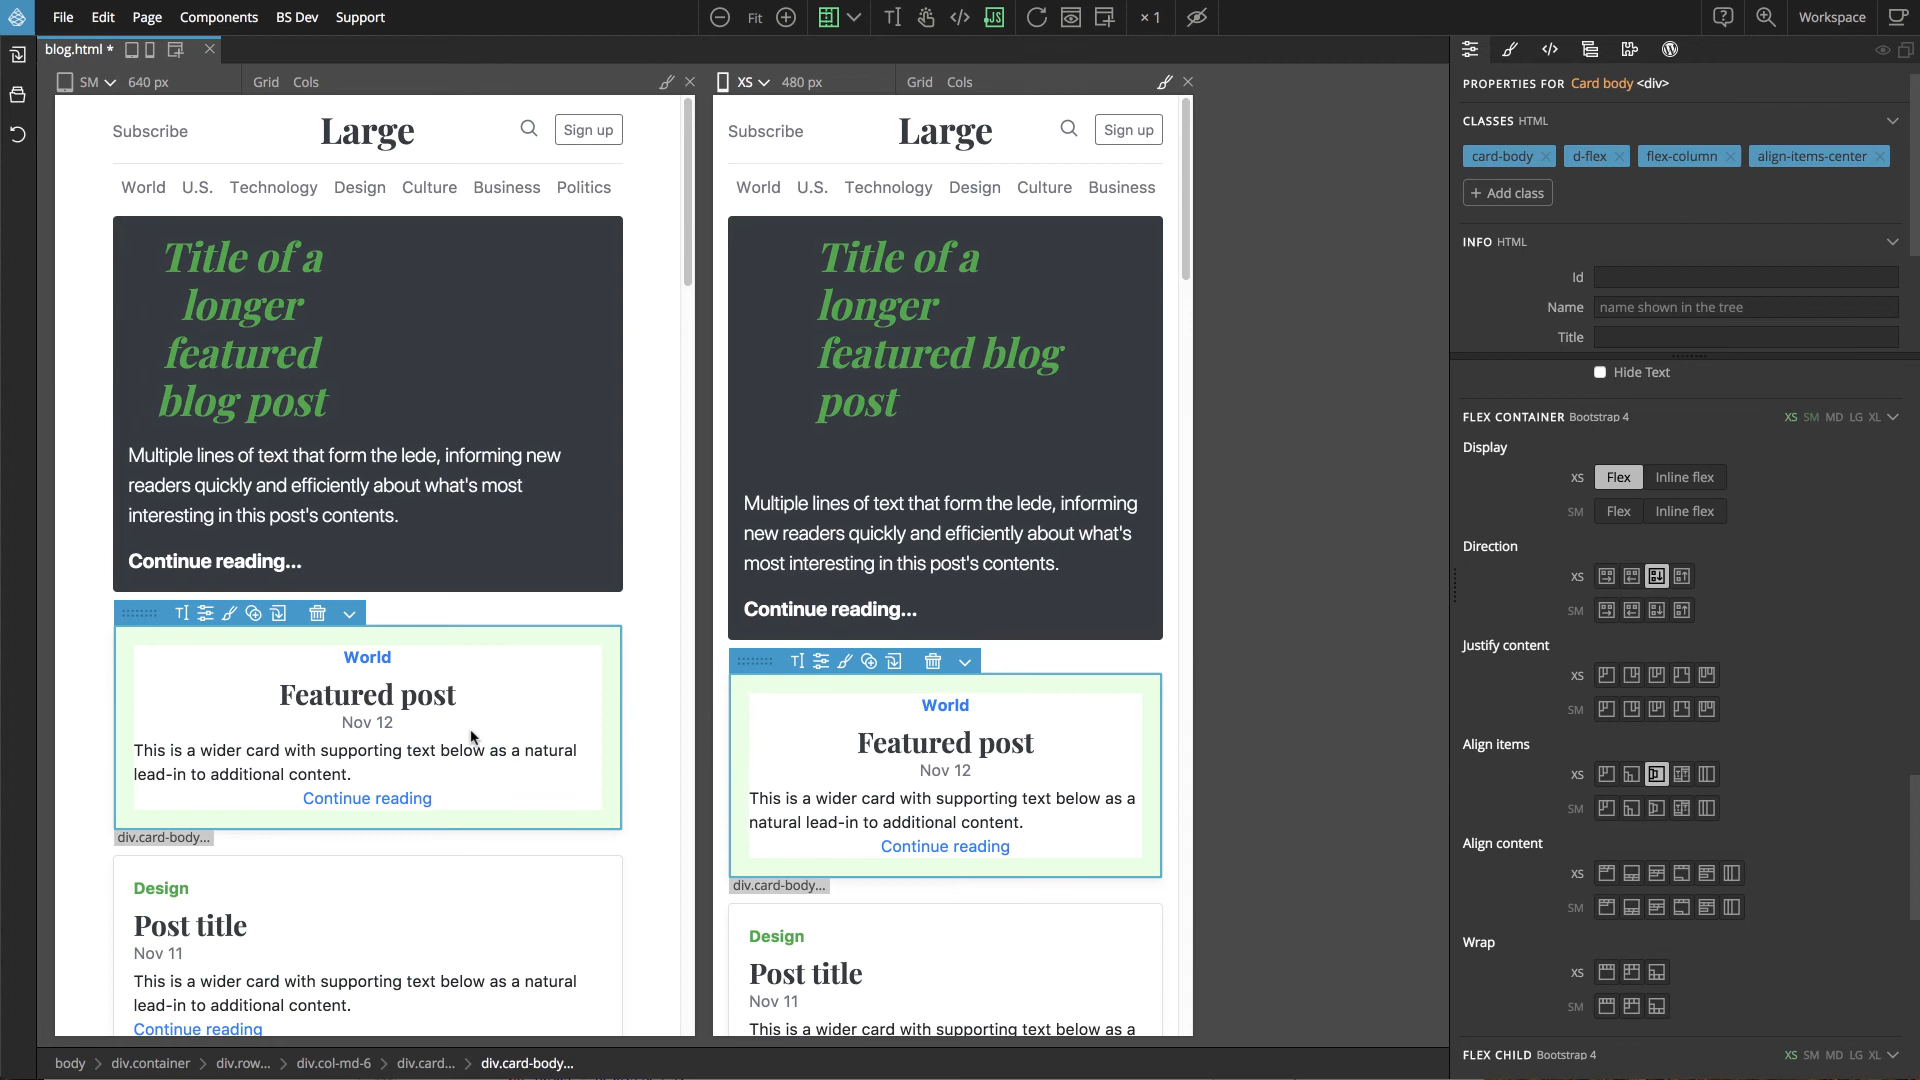 File Edit Page Components BS Dev Support
Fit
JS
× 1
Workspace
blog.html *
SM 640 px Grid Cols
XS 480 px Grid Cols
Subscribe Large Sign up
World U.S. Technology Design Culture Business Politics
Title of a
longer
featured
blog post
Multiple lines of text that form the lede, informing new
readers quickly and efficiently about what's most
interesting in this post's contents.
Continue reading...
World
Featured post
Nov 12
This is a wider card with supporting text below as a natural
lead-in to additional content.
Continue reading
div.card-body...
Design
Post title
Nov 11
This is a wider card with supporting text below as a natural
lead-in to additional content.
Continue reading
Subscribe Large Sign up
World U.S. Technology Design Culture Business
Title of a
longer
featured blog
post
Multiple lines of text that form the lede, informing
new readers quickly and efficiently about what's
most interesting in this post's contents.
Continue reading...
World
Featured post
Nov 12
This is a wider card with supporting text below as a
natural lead-in to additional content.
Continue reading
div.card-body...
Design
Post title
Nov 11
This is a wider card with supporting text below as a
body div.container div.row... div.col-md-6 div.card... div.card-body...
PROPERTIES FOR Card body <div>
CLASSES HTML
card-body d-flex flex-column align-items-center
+ Add class
INFO HTML
Id
Name name shown in the tree
Title
Hide Text
FLEX CONTAINER Bootstrap 4 XS SM MD LG XL
Display
XS Flex Inline flex
SM Flex Inline flex
Direction
XS
SM
Justify content
XS
SM
Align items
XS
SM
Align content
XS
SM
Wrap
XS
SM
FLEX CHILD Bootstrap 4 XS SM MD LG XL